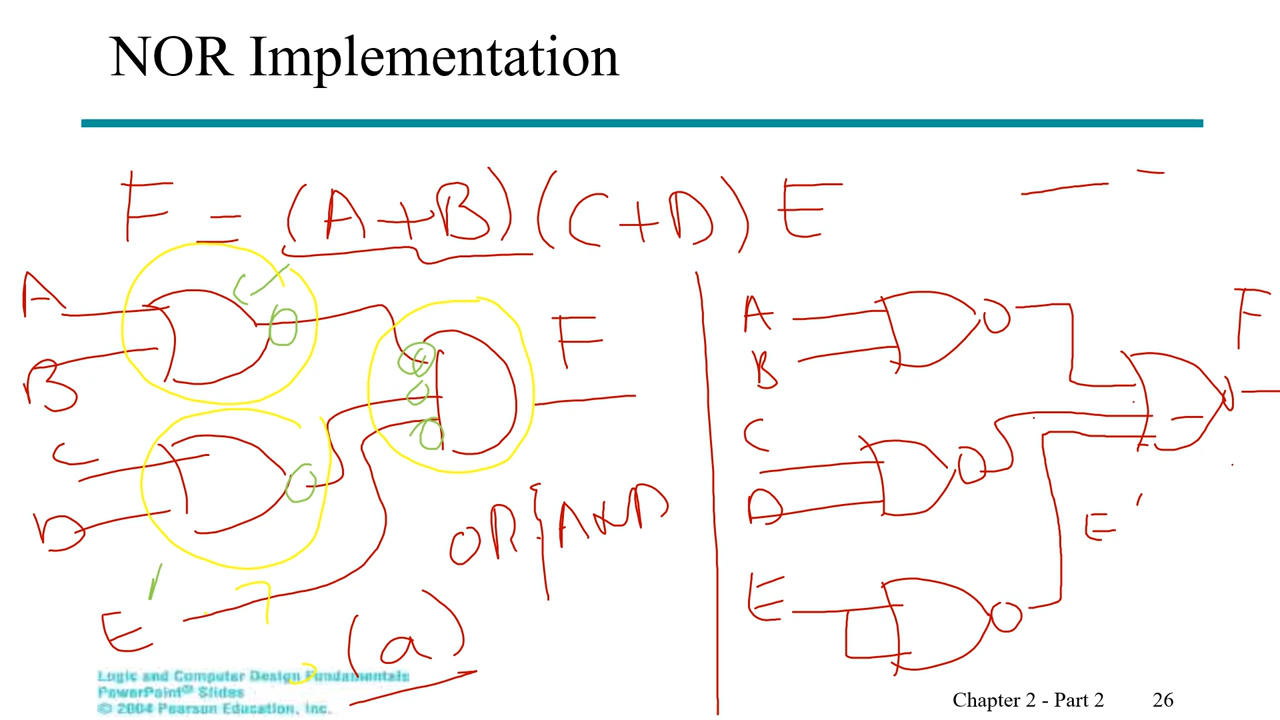 NOR Implementation
F = (A+B)(C+D) E
A
B
C
D
E
F
OR/AND
(a)
A
B
C
D
E
E'
F
Logic and Computer Design Fundamentals
PowerPoint® Slides
© 2004 Pearson Education, Inc.
Chapter 2 - Part 2 26